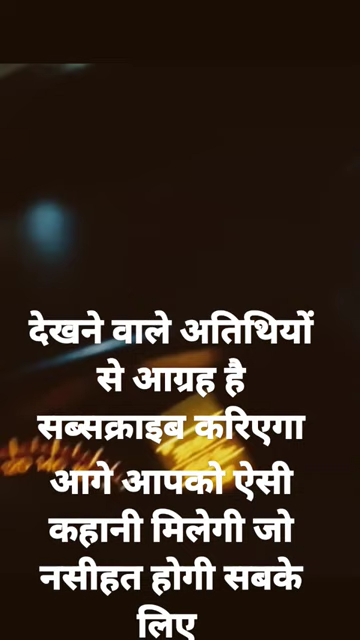 देखने वाले अतिथियों
से आग्रह है
सब्सक्राइब करिएगा
आगे आपको ऐसी
कहानी मिलेगी जो
नसीहत होगी सबके
लिए